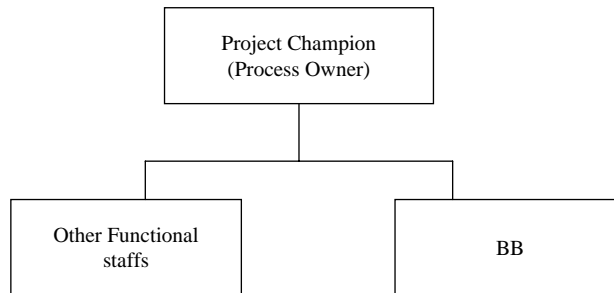 Project Champion
(Process Owner)
Other Functional
staffs
BB